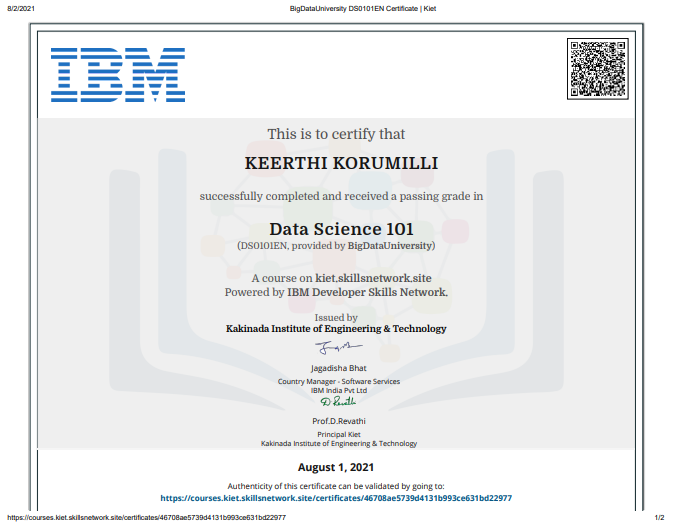 8/2/2021
BigDataUniversity DS0101EN Certificate | Kiet
IBM
This is to certify that
KEERTHI KORUMILLI
successfully completed and received a passing grade in
Data Science 101
(DS0101EN, provided by BigDataUniversity)
A course on kiet.skillsnetwork.site
Powered by IBM Developer Skills Network.
Issued by
Kakinada Institute of Engineering & Technology
Jagadisha Bhat
Country Manager - Software Services
IBM India Pvt Ltd
D. Revathi
Prof.D.Revathi
Principal Kiet
Kakinada Institute of Engineering & Technology
August 1, 2021
Authenticity of this certificate can be validated by going to:
https://courses.kiet.skillsnetwork.site/certificates/46708ae5739d4131b993ce631bd22977
https://courses.kiet.skillsnetwork.site/certificates/46708ae5739d4131b993ce631bd22977
1/2